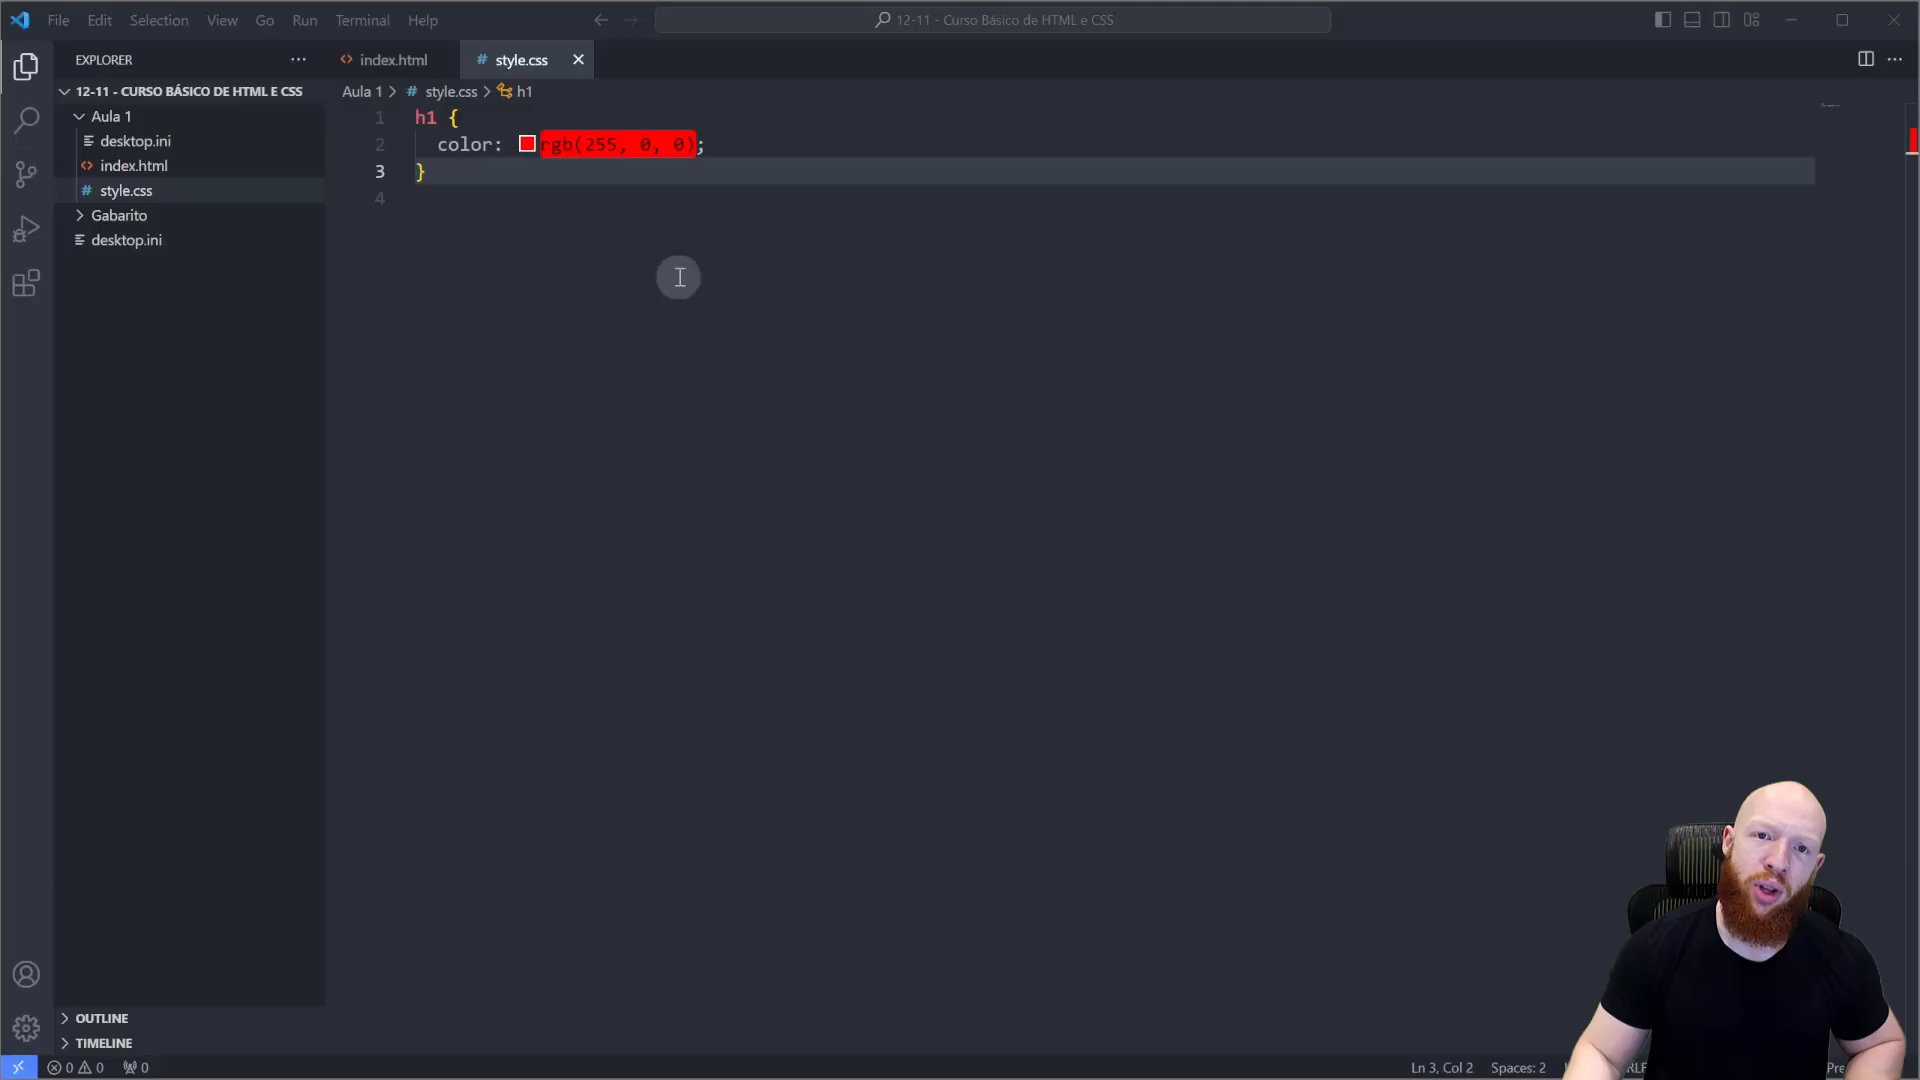 File Edit Selection View Go Run Terminal Help
12-11 - Curso Básico de HTML e CSS
EXPLORER
index.html
# style.css
12-11 - CURSO BÁSICO DE HTML E CSS
Aula 1
desktop.ini
index.html
# style.css
Gabarito
desktop.ini
OUTLINE
TIMELINE
Aula 1 > # style.css > h1
1 h1 {
2 color: rgb(255, 0, 0);
3 }
4
0 0 0
Ln 3, Col 2 Spaces: 2